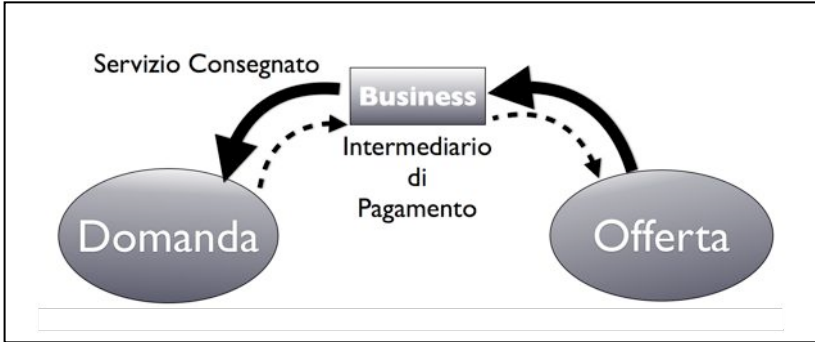 Servizio Consegnato
Business
Intermediario
di
Pagamento
Domanda
Offerta